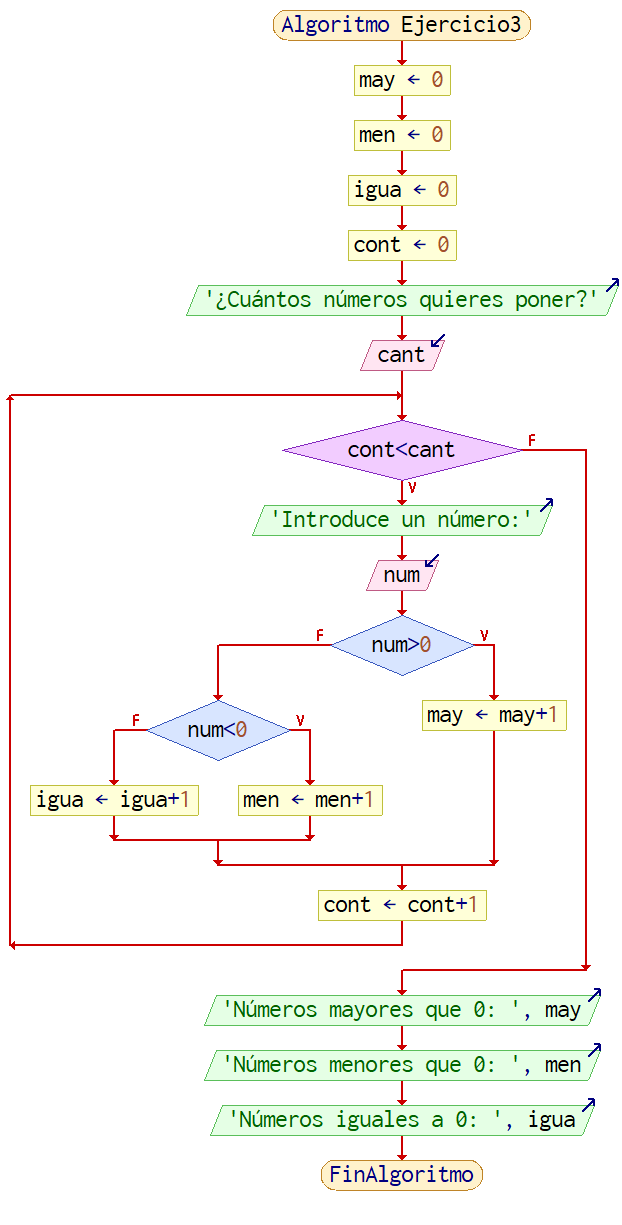 Algoritmo Ejercicio3
may ← 0
men ← 0
igua ← 0
cont ← 0
'¿Cuántos números quieres poner?'
cant
cont<cant
F
V
'Introduce un número:'
num
num>0
F
V
may ← may+1
num<0
F
V
igua ← igua+1
men ← men+1
cont ← cont+1
'Números mayores que 0: ', may
'Números menores que 0: ', men
'Números iguales a 0: ', igua
FinAlgoritmo